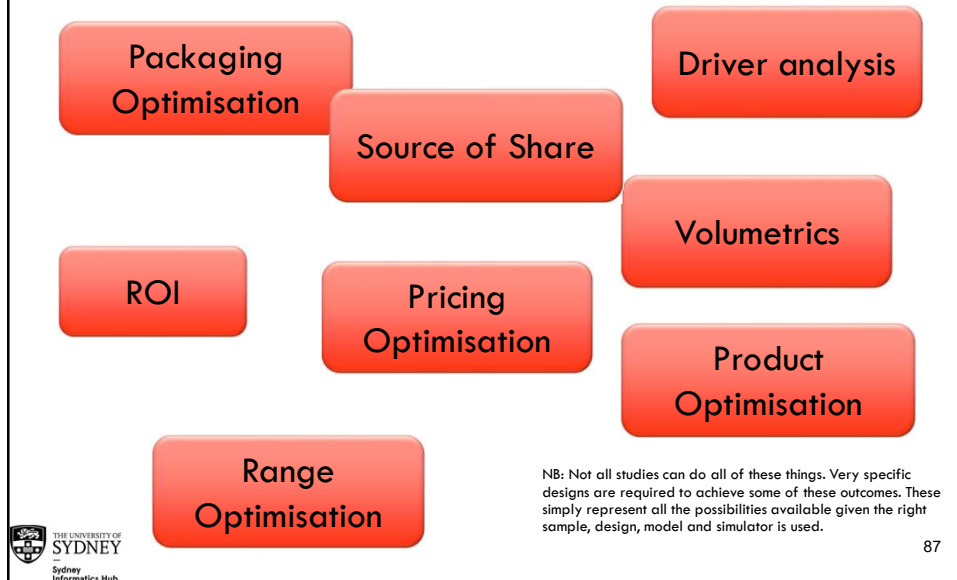 Packaging
Optimisation
Driver analysis
Source of Share
Volumetrics
ROI
Pricing
Optimisation
Product
Optimisation
Range
Optimisation
NB: Not all studies can do all of these things. Very specific
designs are required to achieve some of these outcomes. These
simply represent all the possibilities available given the right
sample, design, model and simulator is used.
THE UNIVERSITY OF
SYDNEY
Sydney
Informatics Hub
87